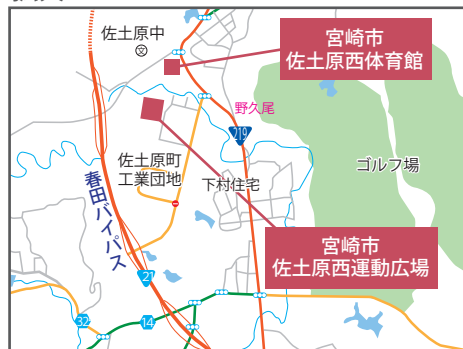 佐土原中
文
宮崎市
佐土原西体育館
野久尾
219
佐土原町
工業団地
下村住宅
ゴルフ場
春田バイパス
宮崎市
佐土原西運動広場
21
32
14